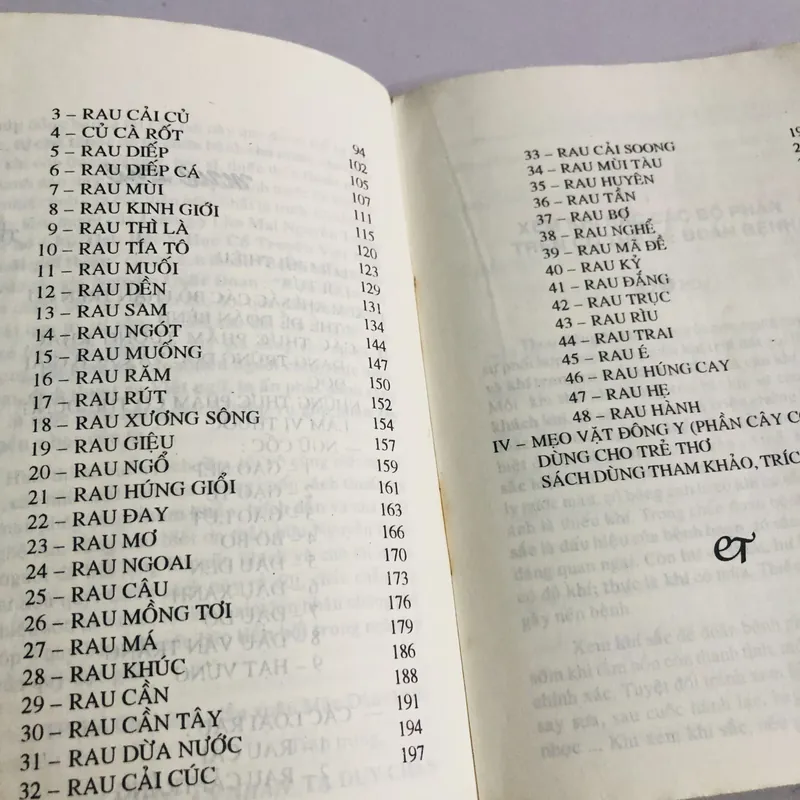 3 – RAU CẢI CỦ 94
4 – CỦ CÀ RỐT 102
5 – RAU DIẾP 105
6 – RAU DIẾP CÁ 107
7 – RAU MÙI 111
8 – RAU KINH GIỚI 115
9 – RAU THÌ LÀ 120
10 – RAU TÍA TÔ 123
11 – RAU MUỐI 129
12 – RAU DỀN 131
13 – RAU SAM 134
14 – RAU NGÓT 144
15 – RAU MUỐNG 147
16 – RAU RĂM 150
17 – RAU RÚT 152
18 – RAU XƯƠNG SÔNG 154
19 – RAU GIỆU 157
20 – RAU NGỔ 159
21 – RAU HÚNG GIỔI 161
22 – RAU ĐAY 163
23 – RAU MƠ 166
24 – RAU NGOAI 170
25 – RAU CÂU 173
26 – RAU MỒNG TƠI 176
27 – RAU MÁ 179
28 – RAU KHÚC 186
29 – RAU CẦN 188
30 – RAU CẦN TÂY 191
31 – RAU DỪA NƯỚC 194
32 – RAU CẢI CÚC 197
33 – RAU CẢI SOONG
34 – RAU MÙI TÀU
35 – RAU HUYÊN
36 – RAU TẦN
37 – RAU BỢ
38 – RAU NGHỂ
39 – RAU MÃ ĐỀ
40 – RAU KỶ
41 – RAU ĐẮNG
42 – RAU TRỤC
43 – RAU RÌU
44 – RAU TRAI
45 – RAU É
46 – RAU HÚNG CAY
47 – RAU HẸ
48 – RAU HÀNH
IV – MẸO VẶT ĐÔNG Y (PHẦN CÂY
DÙNG CHO TRẺ THƠ
SÁCH DÙNG THAM KHẢO, TRÍC